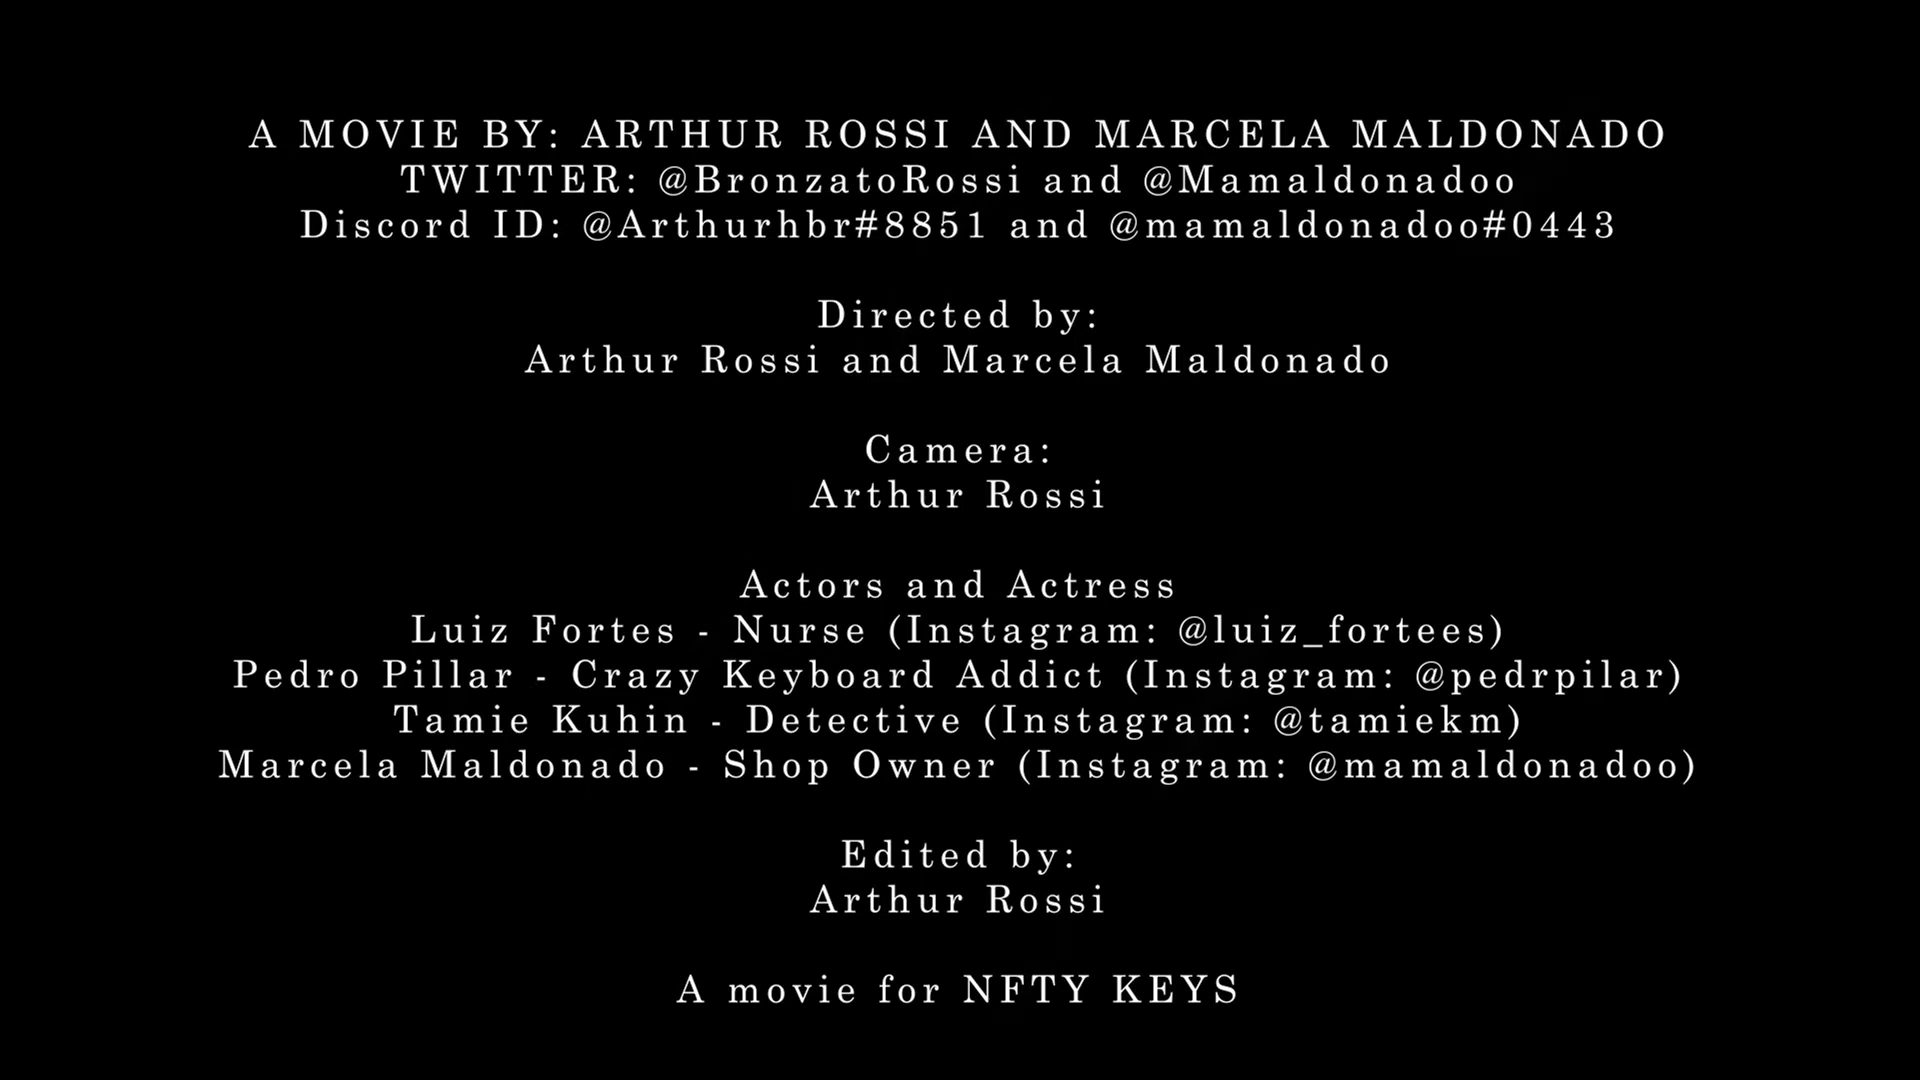 A MOVIE BY: ARTHUR ROSSI AND MARCELA MALDONADO
TWITTER: @BronzatoRossi and @Mamaldonadoo
Discord ID: @Arthurhbr#8851 and @mamaldonadoo#0443
Directed by:
Arthur Rossi and Marcela Maldonado
Camera:
Arthur Rossi
Actors and Actress
Luiz Fortes - Nurse (Instagram: @luiz_fortees)
Pedro Pillar - Crazy Keyboard Addict (Instagram: @pedrpilar)
Tamie Kuhin - Detective (Instagram: @tamiekm)
Marcela Maldonado - Shop Owner (Instagram: @mamaldonadoo)
Edited by:
Arthur Rossi
A movie for NFTY KEYS